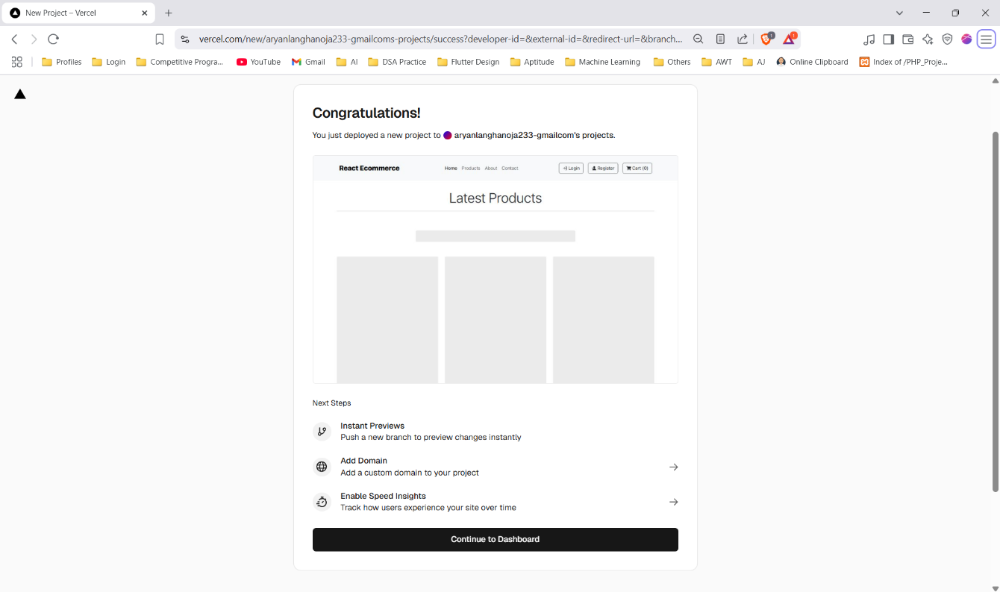 New Project – Vercel
vercel.com/new/aryanlanghanoja233-gmailcoms-projects/success?developer-id=&external-id=&redirect-url=&branch...
1
1
Profiles Login Competitive Progra... YouTube Gmail AI DSA Practice Flutter Design Aptitude Machine Learning Others AWT AJ Online Clipboard Index of /PHP_Proje...
Congratulations!
You just deployed a new project to aryanlanghanoja233-gmailcom's projects.
React Ecommerce Home Products About Contact Login Register Cart (0)
Latest Products
Next Steps
Instant Previews
Push a new branch to preview changes instantly
Add Domain
Add a custom domain to your project
Enable Speed Insights
Track how users experience your site over time
Continue to Dashboard